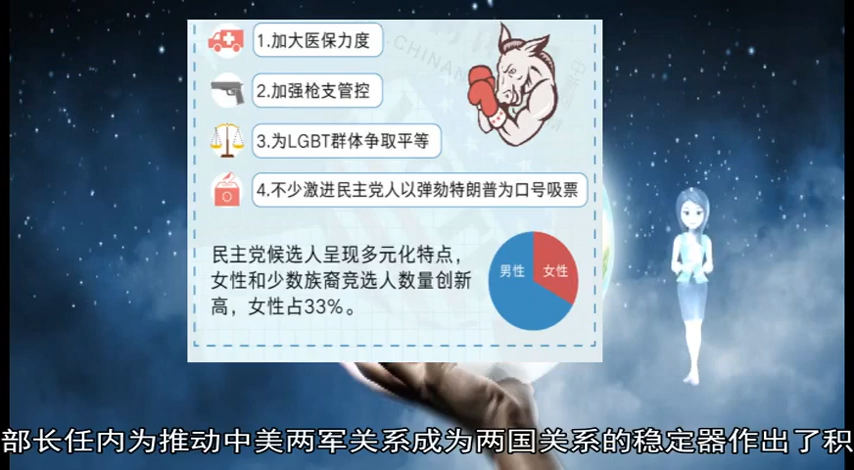 1.加大医保力度
2.加强枪支管控
3.为LGBT群体争取平等
4.不少激进民主党人以弹劾特朗普为口号吸票
民主党候选人呈现多元化特点，
女性和少数族裔竞选人数量创新
高，女性占33%。
男性
女性
部长任内为推动中美两军关系成为两国关系的稳定器作出了积